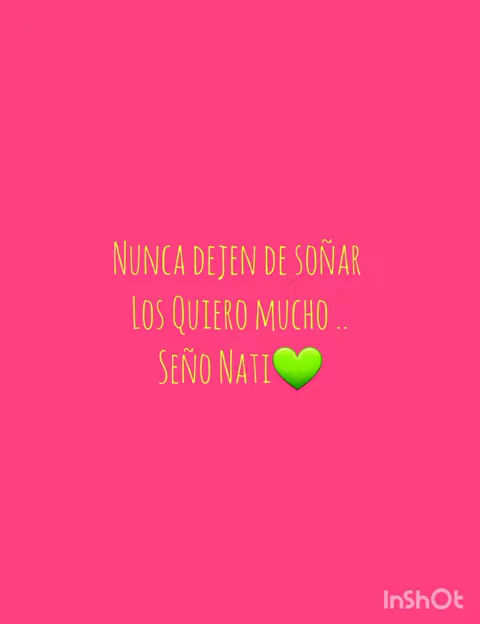 Nunca dejen de soñar
Los Quiero mucho ..
Seño Nati💚
InShOt